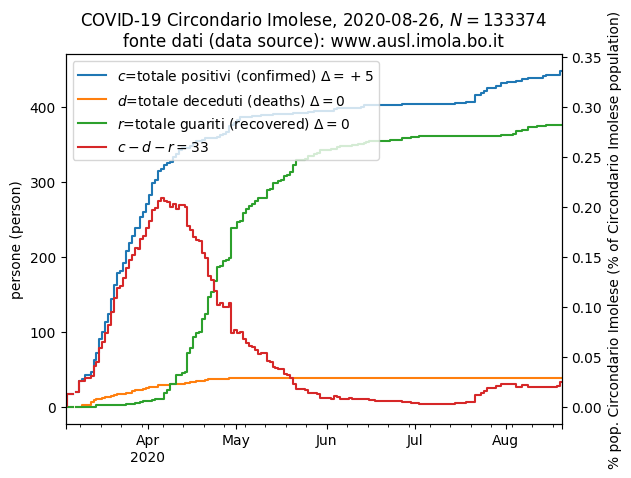 COVID-19 Circondario Imolese, 2020-08-26, N = 133374
fonte dati (data source): www.ausl.imola.bo.it
c=totale positivi (confirmed) Δ = +5
d=totale deceduti (deaths) Δ = 0
r=totale guariti (recovered) Δ = 0
c − d − r = 33
persone (person)
400
300
200
100
0
0.35
0.30
0.25
0.20
0.15
0.10
0.05
0.00
% pop. Circondario Imolese (% of Circondario Imolese population)
Apr May Jun Jul Aug
2020